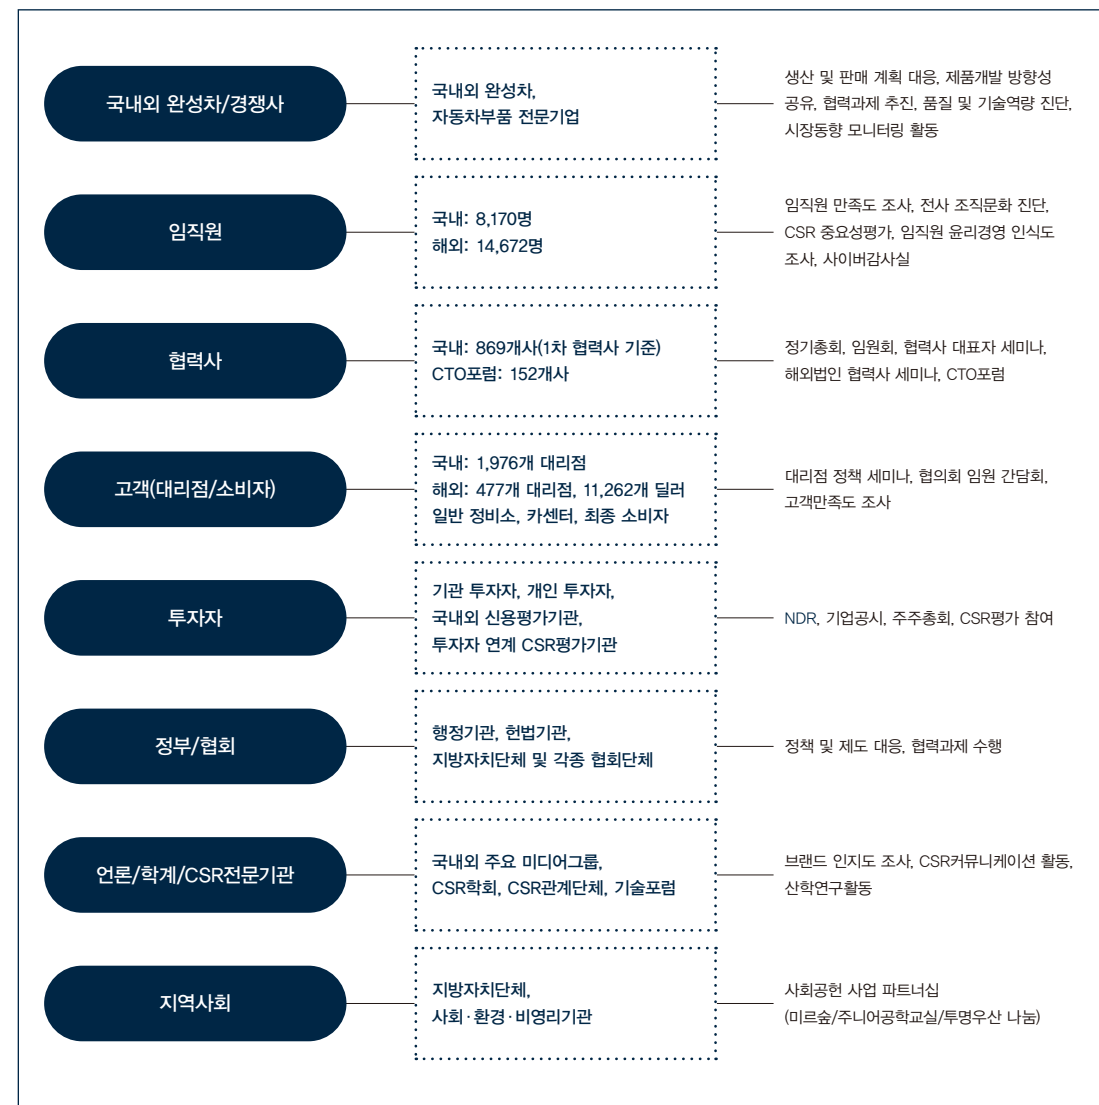 국내외 완성차/경쟁사
국내외 완성차,
자동차부품 전문기업
생산 및 판매 계획 대응, 제품개발 방향성
공유, 협력과제 추진, 품질 및 기술역량 진단,
시장동향 모니터링 활동
임직원
국내: 8,170명
해외: 14,672명
임직원 만족도 조사, 전사 조직문화 진단,
CSR 중요성평가, 임직원 윤리경영 인식도
조사, 사이버감사실
협력사
국내: 869개사(1차 협력사 기준)
CTO포럼: 152개사
정기총회, 임원회, 협력사 대표자 세미나,
해외법인 협력사 세미나, CTO포럼
고객(대리점/소비자)
국내: 1,976개 대리점
해외: 477개 대리점, 11,262개 딜러
일반 정비소, 카센터, 최종 소비자
대리점 정책 세미나, 협의회 임원 간담회,
고객만족도 조사
투자자
기관 투자자, 개인 투자자,
국내외 신용평가기관,
투자자 연계 CSR평가기관
NDR, 기업공시, 주주총회, CSR평가 참여
정부/협회
행정기관, 헌법기관,
지방자치단체 및 각종 협회단체
정책 및 제도 대응, 협력과제 수행
언론/학계/CSR전문기관
국내외 주요 미디어그룹,
CSR학회, CSR관계단체, 기술포럼
브랜드 인지도 조사, CSR커뮤니케이션 활동,
산학연구활동
지역사회
지방자치단체,
사회·환경·비영리기관
사회공헌 사업 파트너십
(미르숲/주니어공학교실/투명우산 나눔)